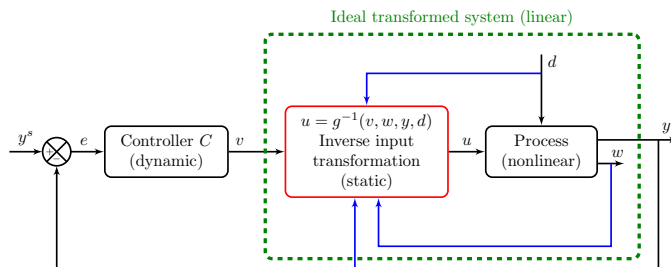 Ideal transformed system (linear)
d
y^s
+
−
e
Controller C
(dynamic)
v
u = g^{-1}(v, w, y, d)
Inverse input
transformation
(static)
u
Process
(nonlinear)
y
w